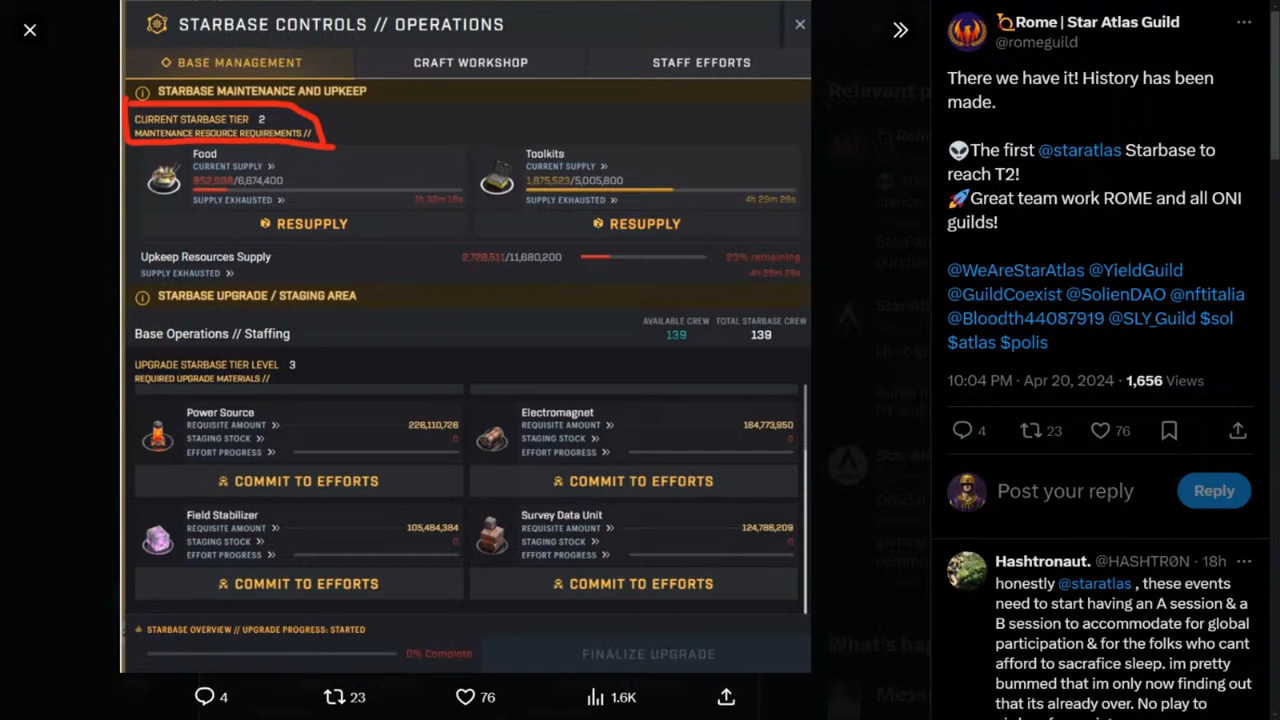 STARBASE CONTROLS // OPERATIONS
BASE MANAGEMENT
CRAFT WORKSHOP
STAFF EFFORTS
STARBASE MAINTENANCE AND UPKEEP
CURRENT STARBASE TIER 2
MAINTENANCE RESOURCE REQUIREMENTS //
Food
CURRENT SUPPLY >>
852,988/6,674,400
SUPPLY EXHAUSTED >> 1h 32m 18s
RESUPPLY
Toolkits
CURRENT SUPPLY >>
1,875,523/5,005,800
SUPPLY EXHAUSTED >> 4h 29m 28s
RESUPPLY
Upkeep Resources Supply 2,728,511/11,680,200 23% remaining
SUPPLY EXHAUSTED >> 4h 29m 28s
STARBASE UPGRADE / STAGING AREA
Base Operations // Staffing
AVAILABLE CREW TOTAL STARBASE CREW
139 139
UPGRADE STARBASE TIER LEVEL 3
REQUIRED UPGRADE MATERIALS //
Power Source
REQUISITE AMOUNT >> 226,110,726
STAGING STOCK >> 0
EFFORT PROGRESS >>
COMMIT TO EFFORTS
Electromagnet
REQUISITE AMOUNT >> 164,773,950
STAGING STOCK >> 0
EFFORT PROGRESS >>
COMMIT TO EFFORTS
Field Stabilizer
REQUISITE AMOUNT >> 105,484,384
STAGING STOCK >> 0
EFFORT PROGRESS >>
COMMIT TO EFFORTS
Survey Data Unit
REQUISITE AMOUNT >> 124,786,209
STAGING STOCK >> 0
EFFORT PROGRESS >>
COMMIT TO EFFORTS
STARBASE OVERVIEW // UPGRADE PROGRESS: STARTED
0% Complete
FINALIZE UPGRADE
4 23 76 1.6K
Rome | Star Atlas Guild
@romeguild
There we have it! History has been
made.
👽The first @staratlas Starbase to
reach T2!
🚀Great team work ROME and all ONI
guilds!
@WeAreStarAtlas @YieldGuild
@GuildCoexist @SolienDAO @nftitalia
@Bloodth44087919 @SLY_Guild $sol
$atlas $polis
10:04 PM · Apr 20, 2024 · 1,656 Views
4 23 76
Post your reply
Reply
Hashtronaut. @HASHTR0N · 18h
honestly @staratlas , these events
need to start having an A session & a
B session to accommodate for global
participation & for the folks who cant
afford to sacrafice sleep. im pretty
bummed that im only now finding out
that its already over. No play to